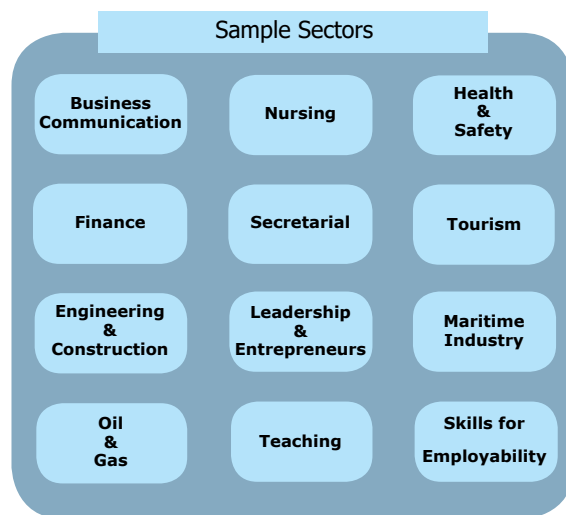 Sample Sectors
Business
Communication
Nursing
Health
&
Safety
Finance
Secretarial
Tourism
Engineering
&
Construction
Leadership
&
Entrepreneurs
Maritime
Industry
Oil
&
Gas
Teaching
Skills for
Employability